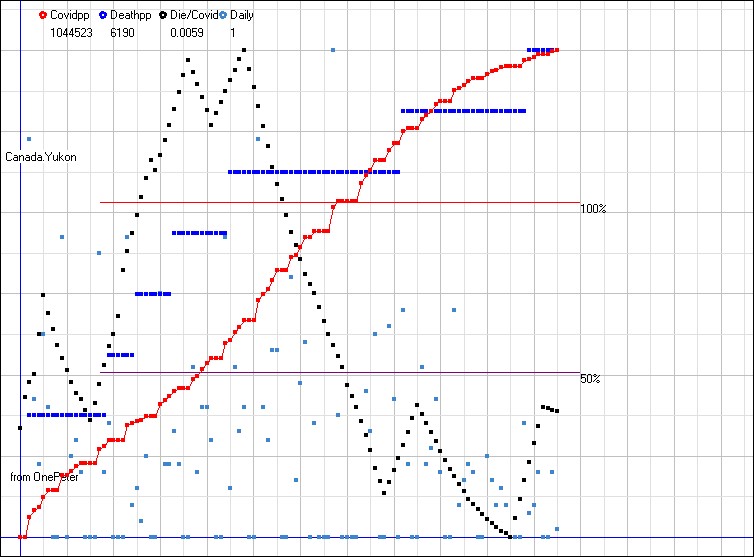 Covidpp Deathpp Die/Covid Daily
1044523 6190 0.0059 1
Canada.Yukon
100%
50%
from OnePeter